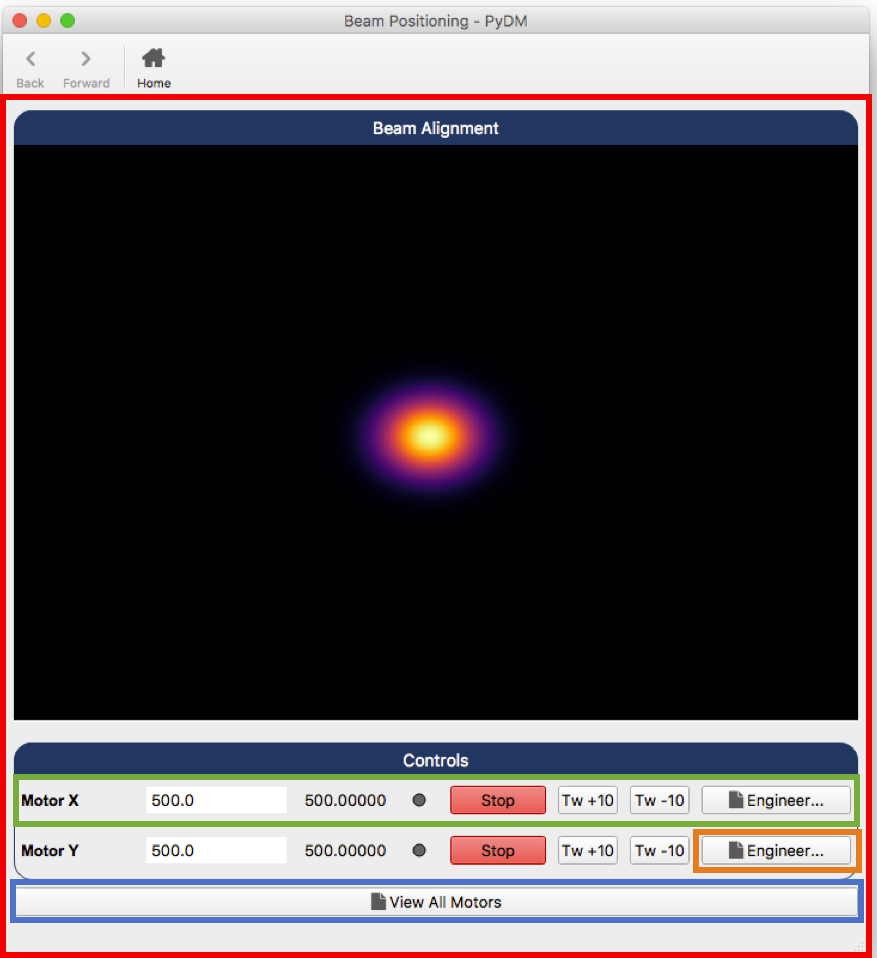 Beam Positioning - PyDM
Back Forward Home
Beam Alignment
Controls
Motor X 500.0 500.00000 Stop Tw +10 Tw -10 Engineer...
Motor Y 500.0 500.00000 Stop Tw +10 Tw -10 Engineer...
View All Motors